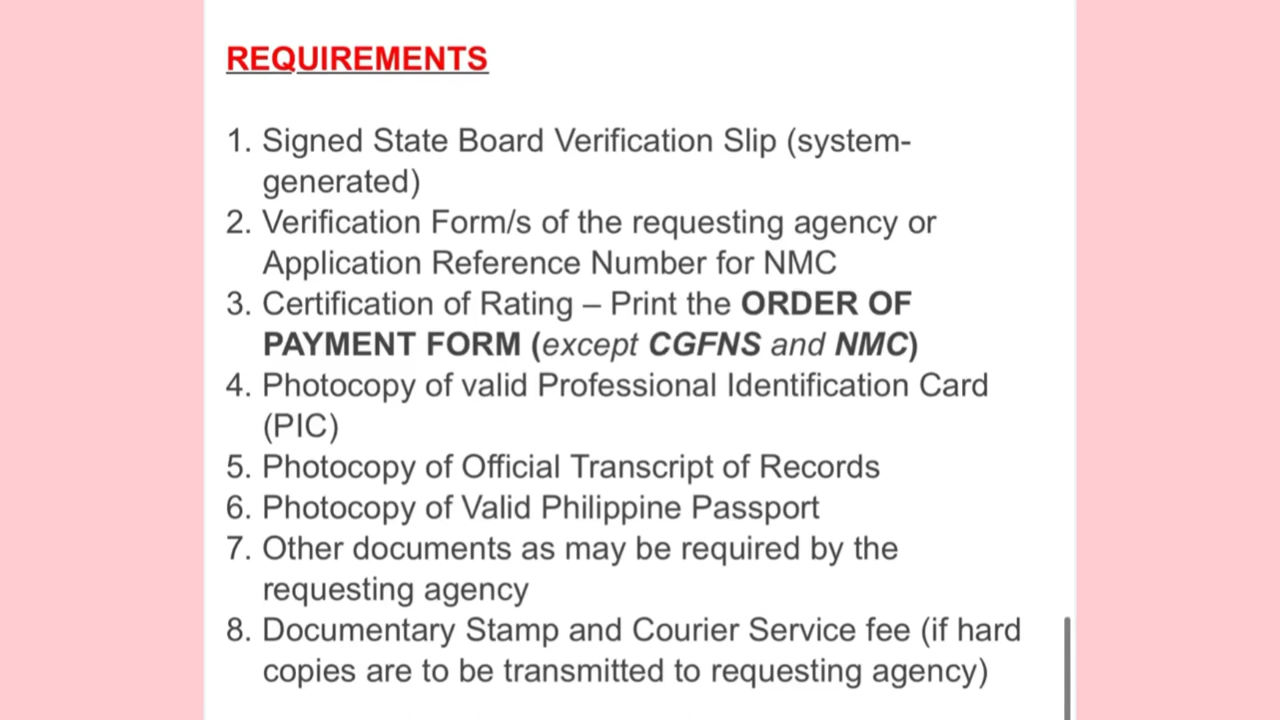 REQUIREMENTS
1. Signed State Board Verification Slip (system-
generated)
2. Verification Form/s of the requesting agency or
Application Reference Number for NMC
3. Certification of Rating – Print the ORDER OF
PAYMENT FORM (except CGFNS and NMC)
4. Photocopy of valid Professional Identification Card
(PIC)
5. Photocopy of Official Transcript of Records
6. Photocopy of Valid Philippine Passport
7. Other documents as may be required by the
requesting agency
8. Documentary Stamp and Courier Service fee (if hard
copies are to be transmitted to requesting agency)